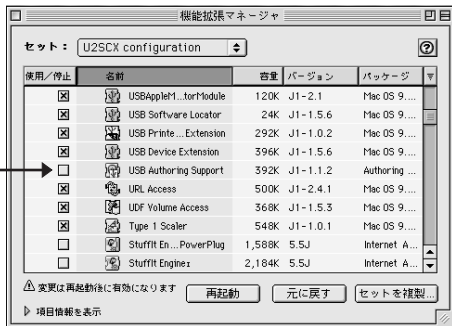 機能拡張マネージャ
セット： U2SCX configuration
使用／停止 名前 容量 バージョン パッケージ
USBAppleM...torModule 120K J1-2.1 Mac OS 9....
USB Software Locator 24K J1-1.5.6 Mac OS 9....
USB Printe...Extension 292K J1-1.0.2 Mac OS 9....
USB Device Extension 396K J1-1.5.6 Mac OS 9....
USB Authoring Support 392K J1-1.1.2 Authoring ...
URL Access 500K J1-2.4.1 Mac OS 9....
UDF Volume Access 368K J1-1.5.3 Mac OS 9....
Type 1 Scaler 548K J1-1.0.1 Mac OS 9....
StuffIt En...PowerPlug 1,588K 5.5J Internet A...
StuffIt Engine™ 2,184K 5.5J Internet A...
変更は再起動後に有効になります 再起動 元に戻す セットを複製...
項目情報を表示